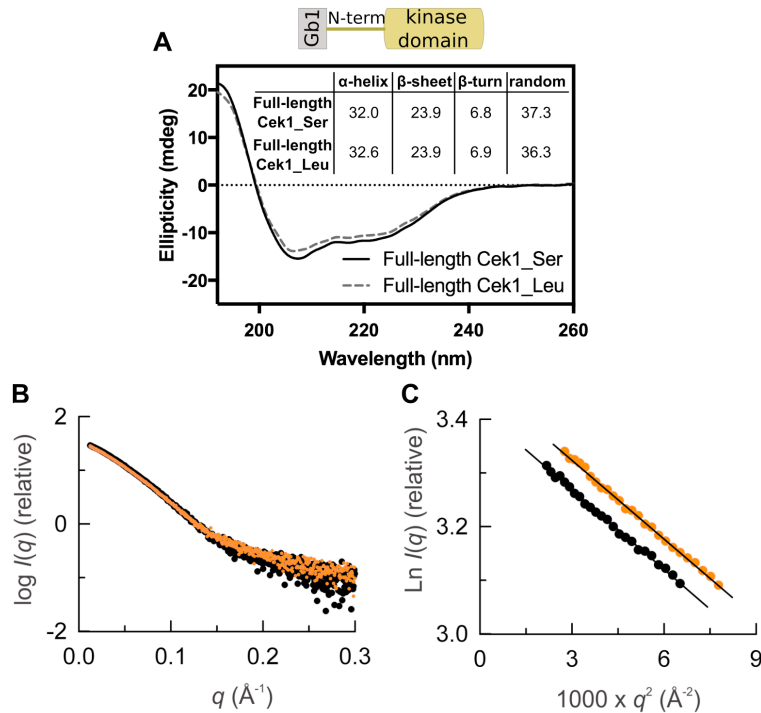 Gb1
N-term
kinase
domain
A
α-helix β-sheet β-turn random
Full-length
Cek1_Ser 32.0 23.9 6.8 37.3
Full-length
Cek1_Leu 32.6 23.9 6.9 36.3
20
10
0
-10
-20
Ellipticity (mdeg)
Full-length Cek1_Ser
Full-length Cek1_Leu
200 220 240 260
Wavelength (nm)
B
2
0
-2
log I(q) (relative)
0.0 0.1 0.2 0.3
q (Å-1)
C
3.4
3.2
3.0
Ln I(q) (relative)
0 3 6 9
1000 x q2 (Å-2)